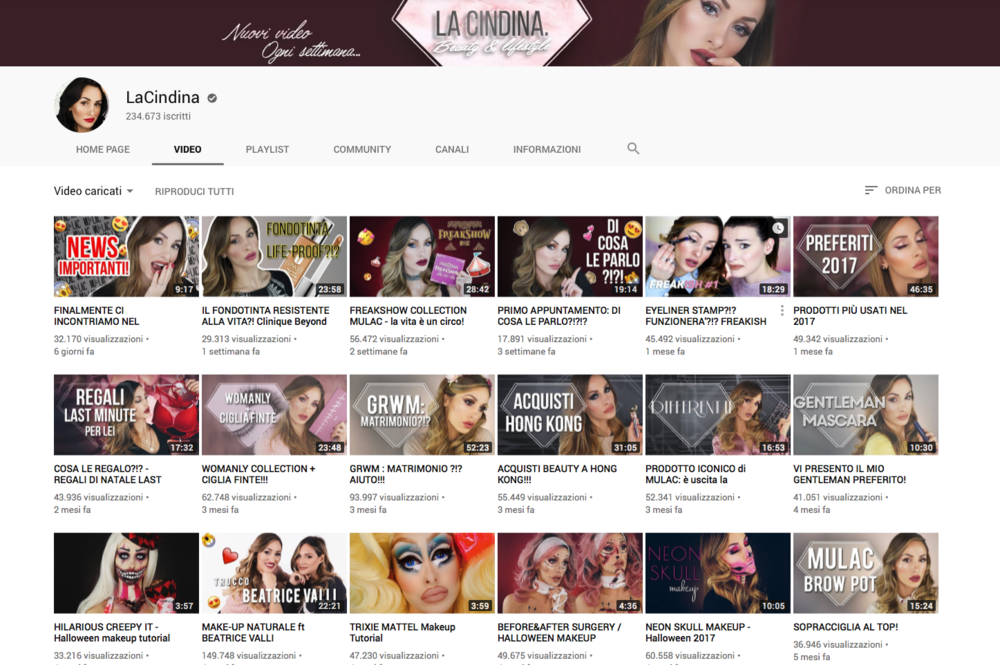 Nuovi video
Ogni settimana...
LA CINDINA.
Beauty & lifestyle
LaCindina
234.673 iscritti
HOME PAGE VIDEO PLAYLIST COMMUNITY CANALI INFORMAZIONI
Video caricati RIPRODUCI TUTTI ORDINA PER
NEWS
IMPORTANTI!
9:17
FINALMENTE CI
INCONTRIAMO NEL
32.170 visualizzazioni •
6 giorni fa
FONDOTINTA
LIFE-PROOF?!?
23:58
IL FONDOTINTA RESISTENTE
ALLA VITA?! Clinique Beyond
29.313 visualizzazioni •
1 settimana fa
FREAKSHOW
28:42
FREAKSHOW COLLECTION
MULAC - la vita è un circo!
56.472 visualizzazioni •
2 settimane fa
DI
COSA
LE PARLO
?!?!?
19:14
PRIMO APPUNTAMENTO: DI
COSA LE PARLO?!?!?
17.891 visualizzazioni •
3 settimane fa
FREAKISH #1
18:29
EYELINER STAMP?!?
FUNZIONERA'?!? FREAKISH
45.492 visualizzazioni •
1 mese fa
PREFERITI
2017
46:35
PRODOTTI PIÙ USATI NEL
2017
49.342 visualizzazioni •
1 mese fa
REGALI
LAST MINUTE
PER LEI
17:32
COSA LE REGALO?!? -
REGALI DI NATALE LAST
43.936 visualizzazioni •
2 mesi fa
WOMANLY
+
CIGLIA FINTE
23:48
WOMANLY COLLECTION +
CIGLIA FINTE!!!
62.748 visualizzazioni •
3 mesi fa
GRWM:
MATRIMONIO?!?
52:23
GRWM : MATRIMONIO ?!?
AIUTO!!!
93.997 visualizzazioni •
3 mesi fa
ACQUISTI
HONG KONG
31:05
ACQUISTI BEAUTY A HONG
KONG!!!
55.449 visualizzazioni •
3 mesi fa
DIFFERENT
16:53
PRODOTTO ICONICO di
MULAC: è uscita la
52.341 visualizzazioni •
3 mesi fa
GENTLEMAN
MASCARA
10:30
VI PRESENTO IL MIO
GENTLEMAN PREFERITO!
41.051 visualizzazioni •
4 mesi fa
3:57
HILARIOUS CREEPY IT -
Halloween makeup tutorial
33.216 visualizzazioni •
TRUCCO
BEATRICE VALLI
22:21
MAKE-UP NATURALE ft
BEATRICE VALLI
149.748 visualizzazioni •
3:59
TRIXIE MATTEL Makeup
Tutorial
47.230 visualizzazioni •
4:36
BEFORE&AFTER SURGERY /
HALLOWEEN MAKEUP
49.675 visualizzazioni •
NEON
SKULL
makeup
10:05
NEON SKULL MAKEUP -
Halloween 2017
60.558 visualizzazioni •
MULAC
BROW POT
15:24
SOPRACCIGLIA AL TOP!
36.946 visualizzazioni •
5 mesi fa